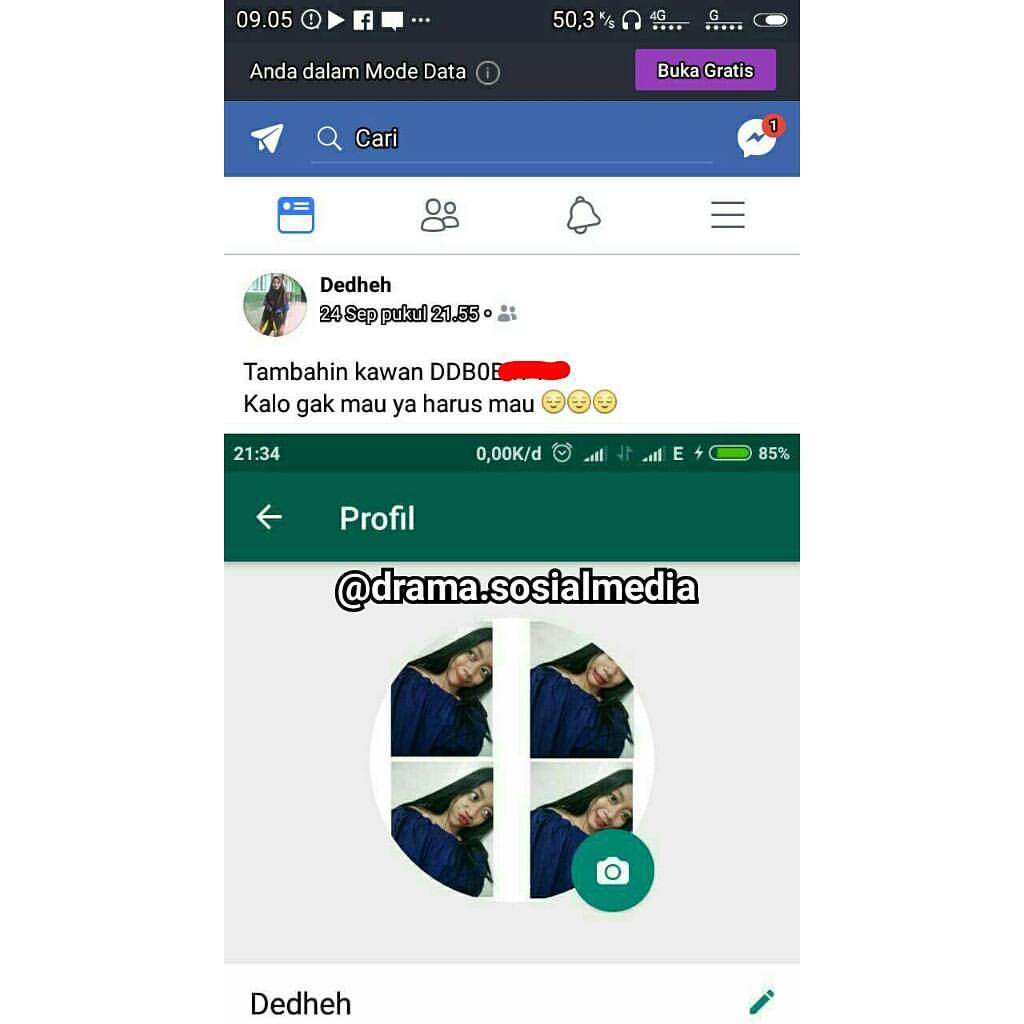 09.05
50,3 K/s
4G
G
Anda dalam Mode Data
Buka Gratis
Cari
1
Dedheh
24 Sep pukul 21.55
Tambahin kawan DDB0E
Kalo gak mau ya harus mau 😌😌😌
21:34
0,00K/d
E
85%
Profil
@drama.sosialmedia
Dedheh